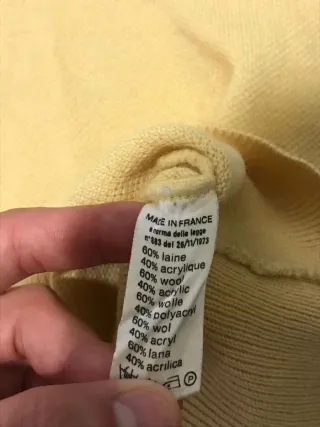 MADE IN FRANCE
a norma della legge
n° 883 del 26/11/1973
60% laine
40% acrylique
60% wool
40% acrylic
60% wolle
40% polyacryl
60% wol
40% acryl
60% lana
40% acrilica
P